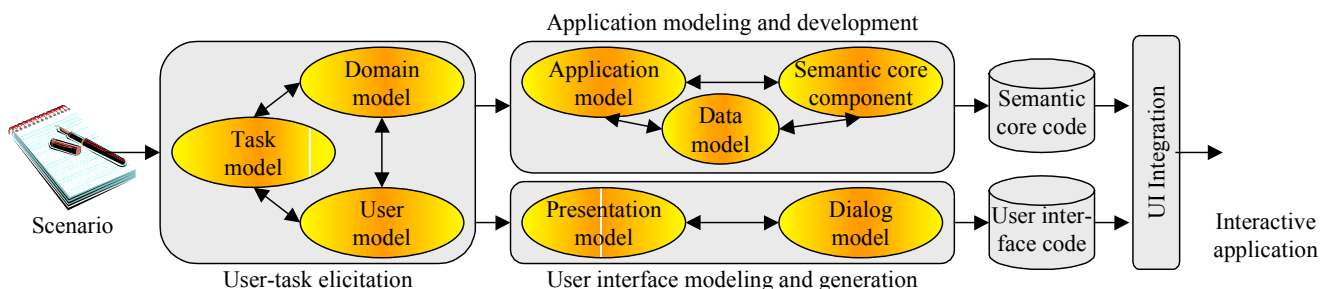 Application modeling and development
Domain
model
Task
model
User
model
Scenario
User-task elicitation
Application
model
Semantic core
component
Data
model
Presentation
model
Dialog
model
User interface modeling and generation
Semantic
core code
User inter-
face code
UI Integration
Interactive
application